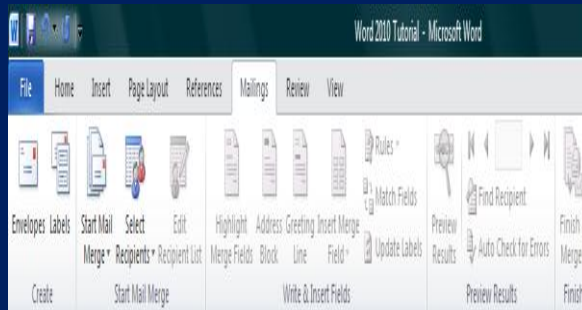 W
Word 2010 Tutorial - Microsoft Word
File Home Insert Page Layout References Mailings Review View
Envelopes Labels
Start Mail Merge
Select Recipients
Edit Recipient List
Highlight Merge Fields
Address Block
Greeting Line
Insert Merge Field
Rules
Match Fields
Update Labels
Preview Results
Find Recipient
Auto Check for Errors
Finish
Merge
Create
Start Mail Merge
Write & Insert Fields
Preview Results
Finish